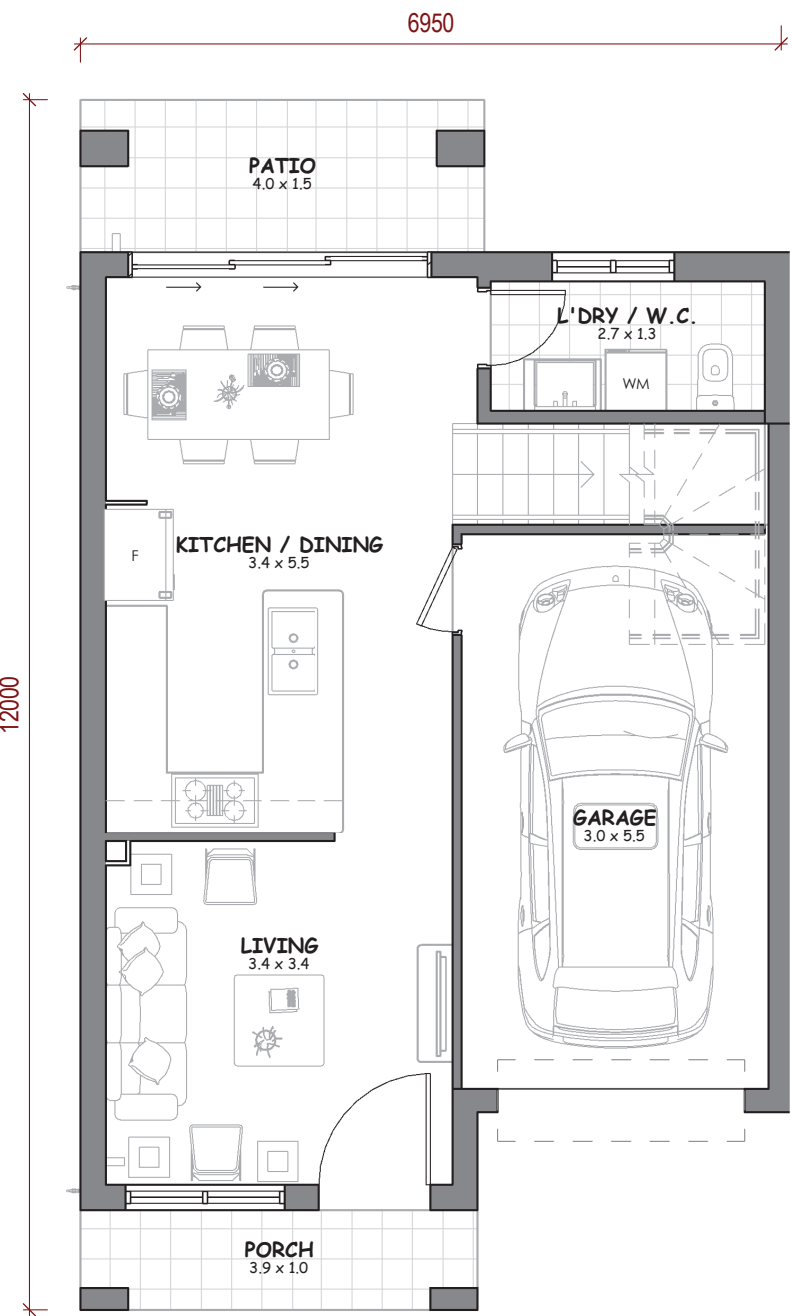 6950
PATIO
4.0 x 1.5
L'DRY / W.C.
2.7 x 1.3
WM
F
KITCHEN / DINING
3.4 x 5.5
12000
GARAGE
3.0 x 5.5
LIVING
3.4 x 3.4
PORCH
3.9 x 1.0